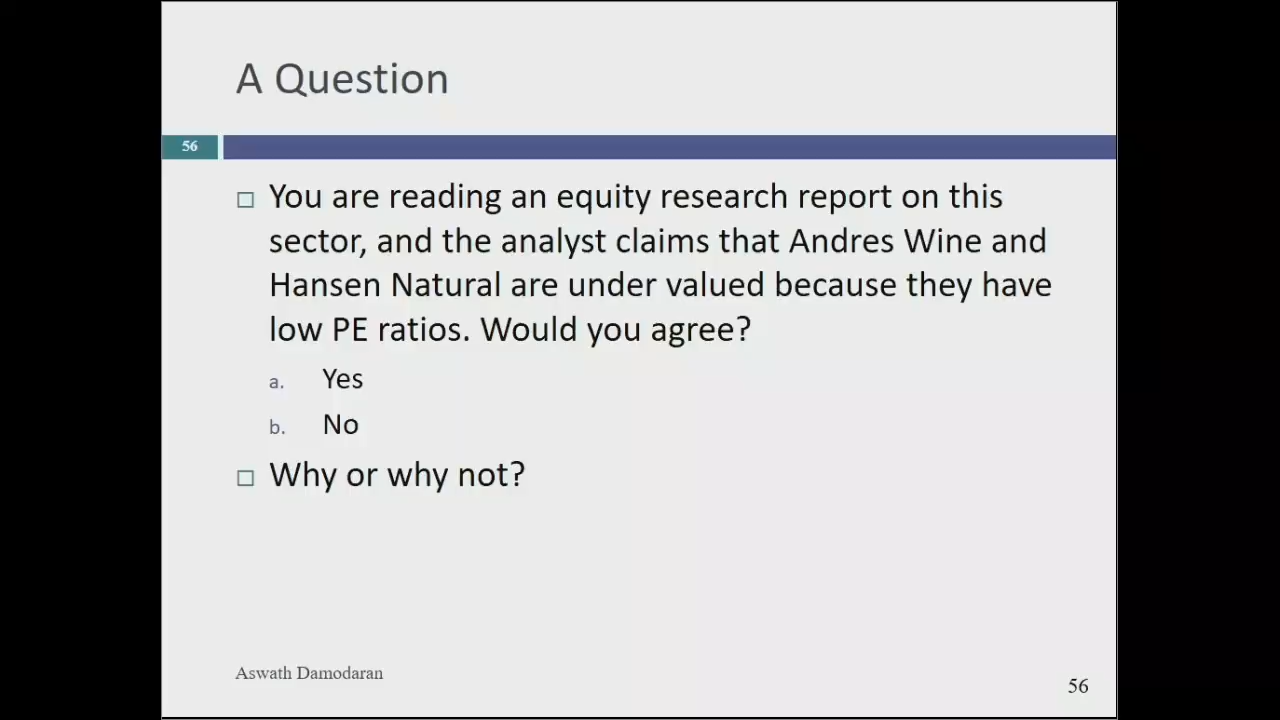 A Question
56
You are reading an equity research report on this
sector, and the analyst claims that Andres Wine and
Hansen Natural are under valued because they have
low PE ratios. Would you agree?
a. Yes
b. No
Why or why not?
Aswath Damodaran
56